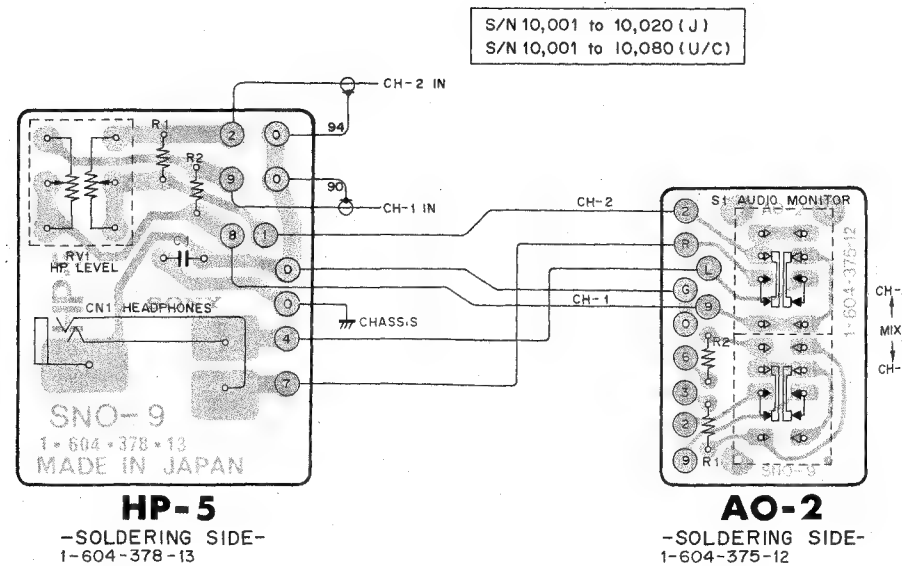 S/N 10,001 to 10,020 (J)
S/N 10,001 to 10,080 (U/C)
CH-2 IN
94
90
CH-1 IN
R1
R2
2
0
9
0
8
1
RV1
HP LEVEL
C1
0
0
CHASSIS
CN1 HEADPHONES
4
7
SNO-9
1-604-378-13
MADE IN JAPAN
HP-5
-SOLDERING SIDE-
1-604-378-13
CH-2
CH-1
S1 AUDIO MONITOR
AO-2
1-604-375-12
2
R
L
G
9
0
R2
6
3
2
9
R1
SNO-9
CH-
MIX
CH-
AO-2
-SOLDERING SIDE-
1-604-375-12